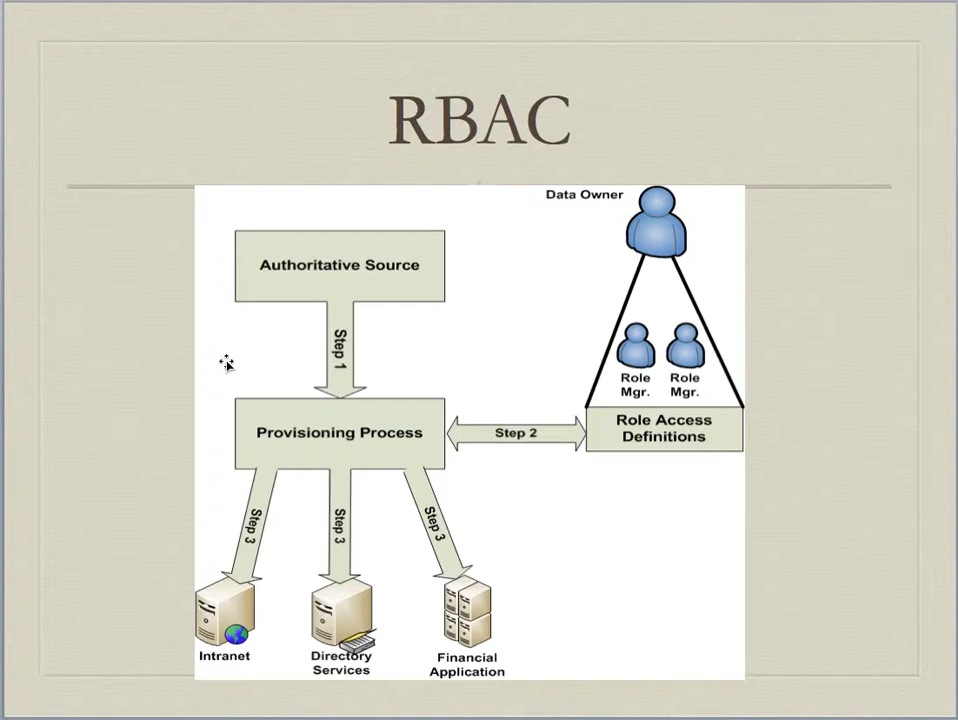 RBAC
Data Owner
Authoritative Source
Step 1
Role
Mgr.
Role
Mgr.
Provisioning Process
Step 2
Role Access
Definitions
Step 3
Step 3
Step 3
Intranet
Directory
Services
Financial
Application